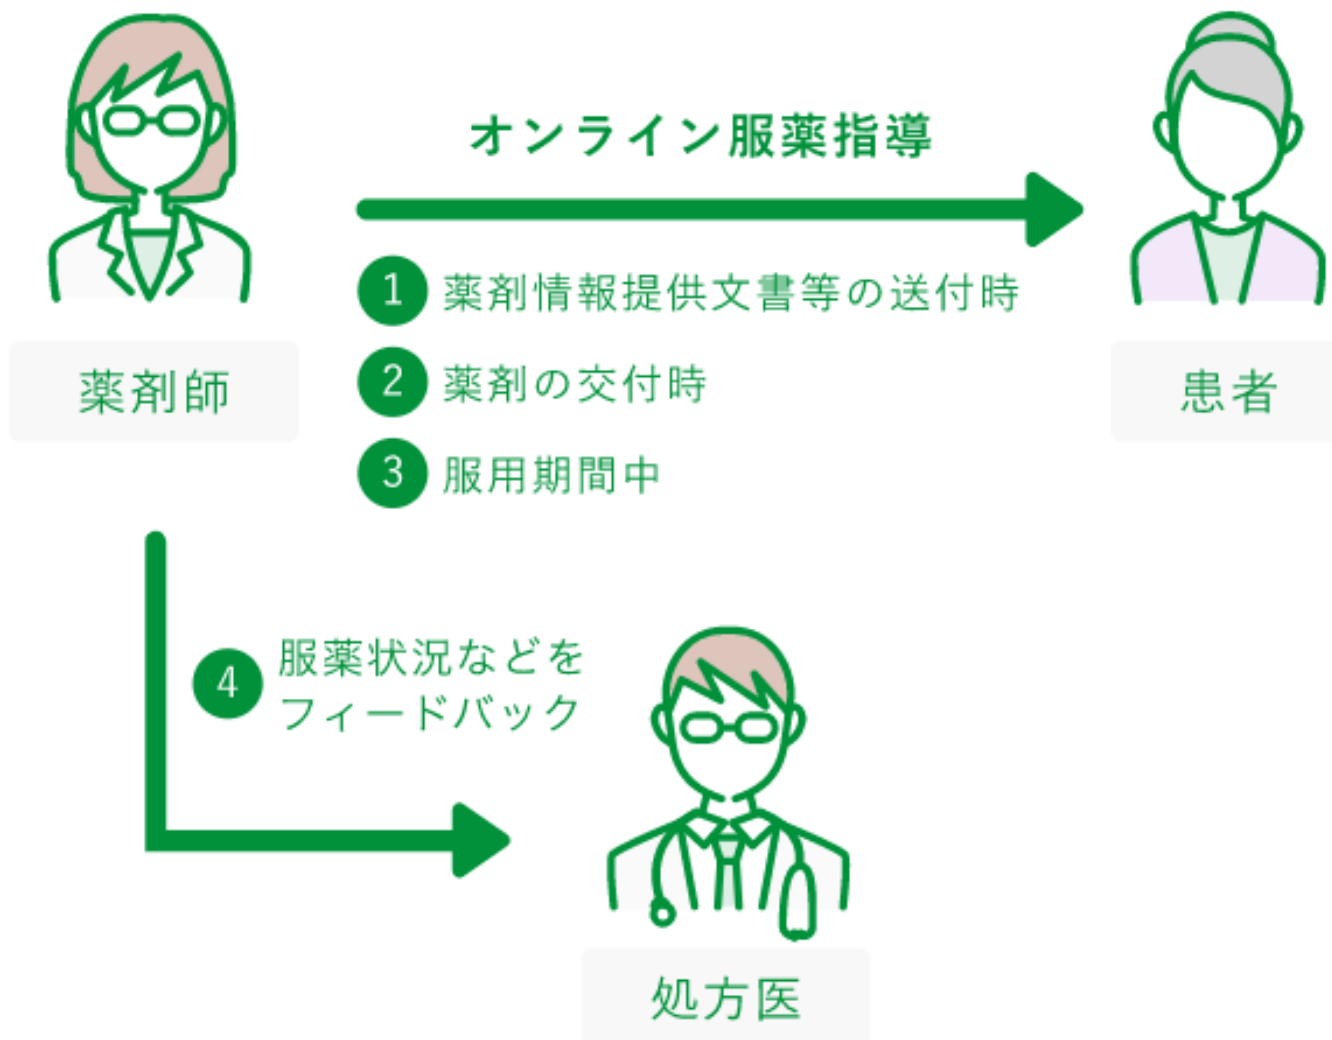 オンライン服薬指導
1 薬剤情報提供文書等の送付時
2 薬剤の交付時
3 服用期間中
薬剤師
患者
4 服薬状況などを
フィードバック
処方医